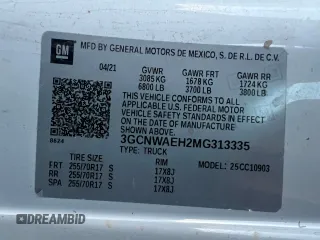 GM
MFD BY GENERAL MOTORS DE MEXICO, S. DE R.L. DE C.V.
04/21 GVWR GAWR FRT GAWR RR
3085 KG 1678 KG 1724 KG
6800 LB 3700 LB 3800 LB
THIS VEHICLE CONFORMS TO ALL APPLICABLE
U.S. FEDERAL MOTOR VEHICLE SAFETY
STANDARDS IN EFFECT ON THE DATE OF
MANUFACTURE SHOWN ABOVE.
3GCNWAEH2MG313335
8624 TYPE: TRUCK
TIRE SIZE RIM MODEL: 2SCC10903
FRT 255/70R17 S 17X8J
RR 255/70R17 S 17X8J
SPA 255/70R17 S 17X8J
© BIDHISTORY
BIDHISTORY